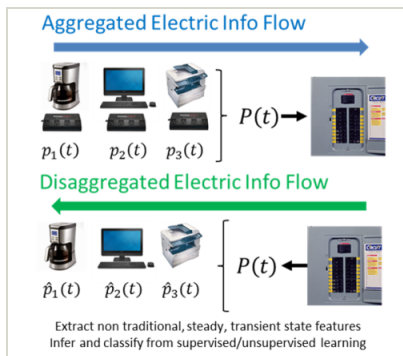 Aggregated Electric Info Flow
P(t)
p₁(t) p₂(t) p₃(t)
Disaggregated Electric Info Flow
P(t)
p̂₁(t) p̂₂(t) p̂₃(t)
Extract non traditional, steady, transient state features
Infer and classify from supervised/unsupervised learning